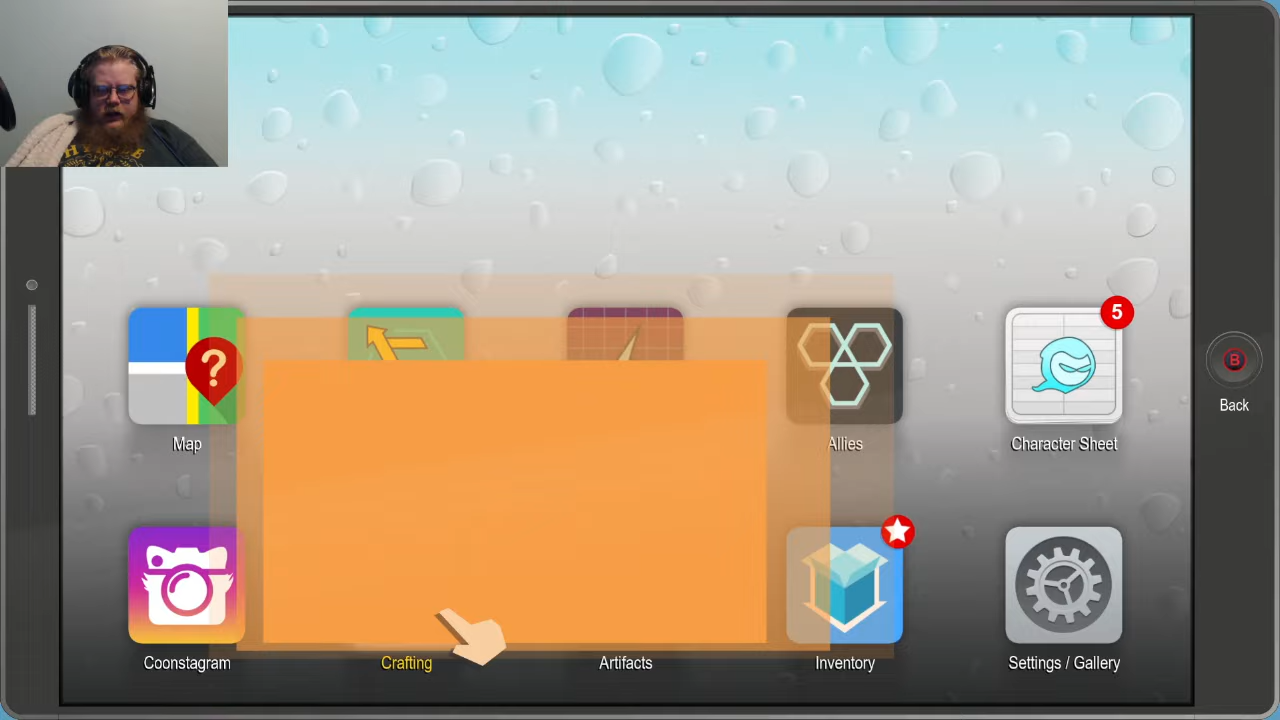 5
?
B
Back
Map
Allies
Character Sheet
Coonstagram
Crafting
Artifacts
Inventory
Settings / Gallery